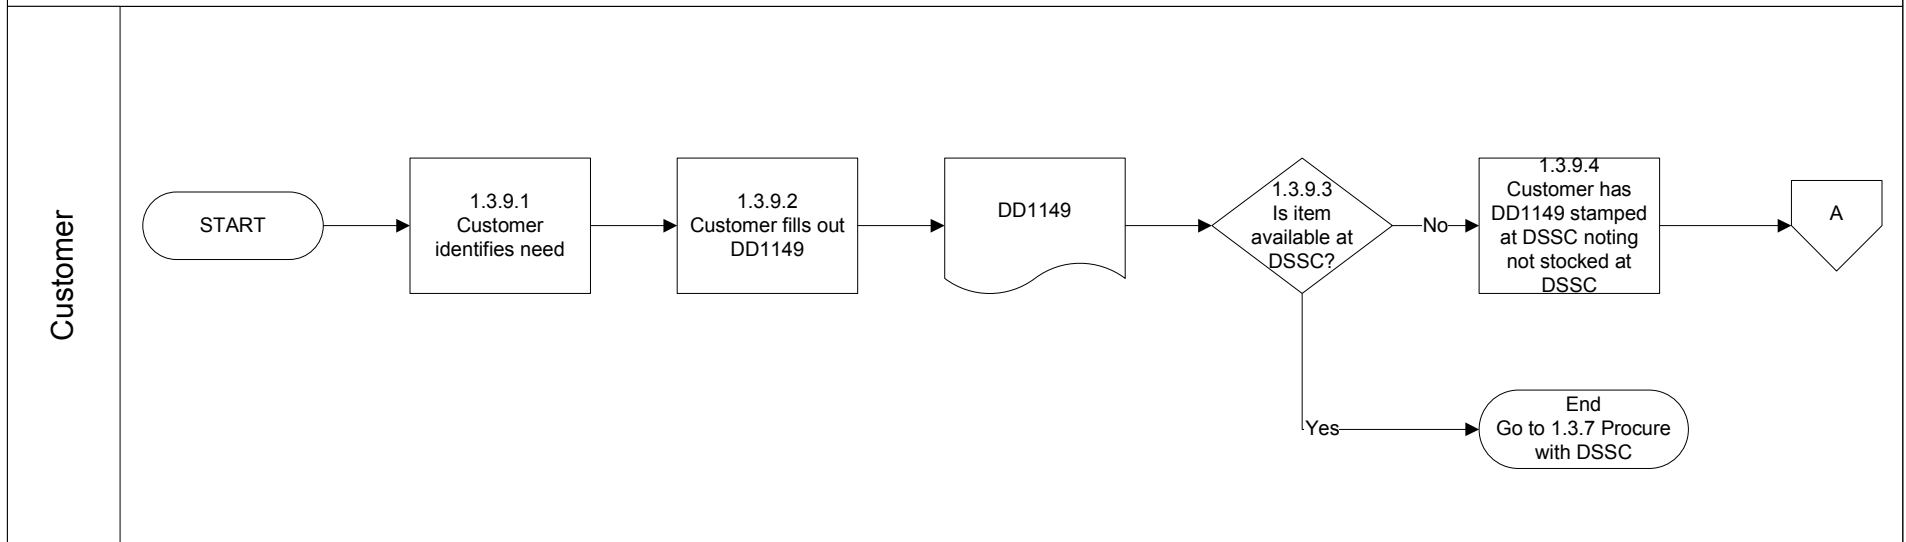 Customer
START
1.3.9.1
Customer
identifies need
1.3.9.2
Customer fills out
DD1149
DD1149
1.3.9.3
Is item
available at
DSSC?
No
1.3.9.4
Customer has
DD1149 stamped
at DSSC noting
not stocked at
DSSC
A
Yes
End
Go to 1.3.7 Procure
with DSSC